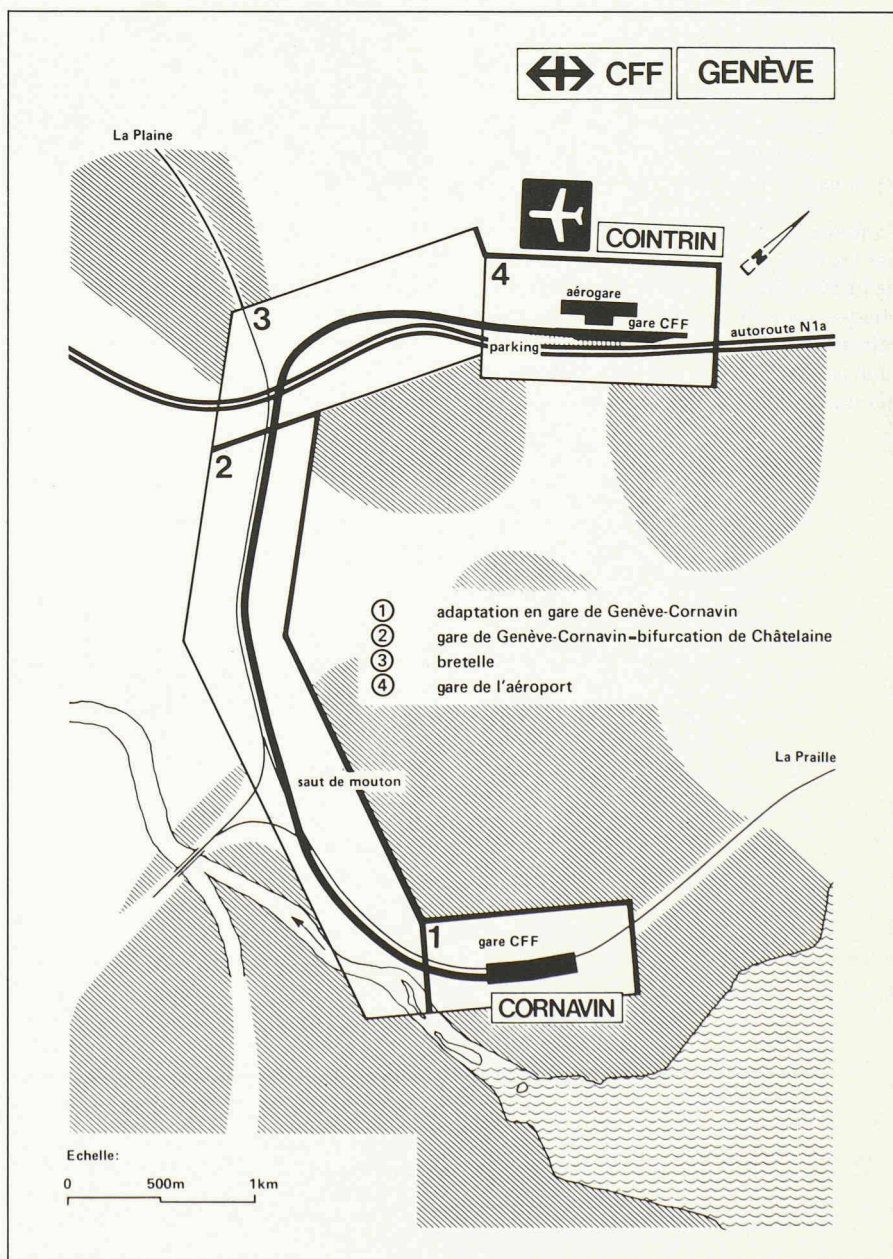 CFF GENÈVE
La Plaine
COINTRIN
N
4
aérogare
3
gare CFF
autoroute N1a
parking
2
① adaptation en gare de Genève-Cornavin
② gare de Genève-Cornavin–bifurcation de Châtelaine
③ bretelle
④ gare de l'aéroport
La Praille
saut de mouton
1
gare CFF
CORNAVIN
Echelle:
0 500m 1km